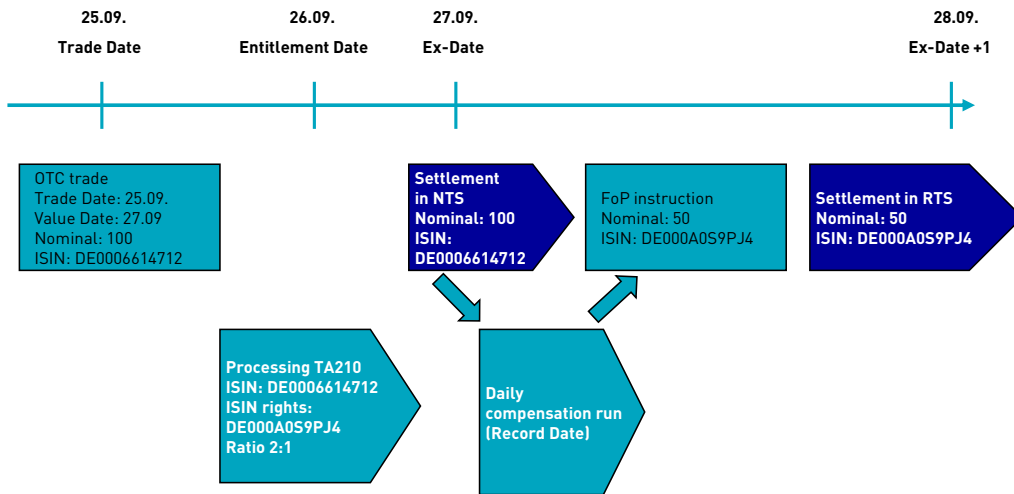 25.09.
Trade Date
26.09.
Entitlement Date
27.09.
Ex-Date
28.09.
Ex-Date +1
OTC trade
Trade Date: 25.09.
Value Date: 27.09
Nominal: 100
ISIN: DE0006614712
Settlement
in NTS
Nominal: 100
ISIN:
DE0006614712
FoP instruction
Nominal: 50
ISIN: DE000A0S9PJ4
Settlement in RTS
Nominal: 50
ISIN: DE000A0S9PJ4
Processing TA210
ISIN: DE0006614712
ISIN rights:
DE000A0S9PJ4
Ratio 2:1
Daily
compensation run
(Record Date)